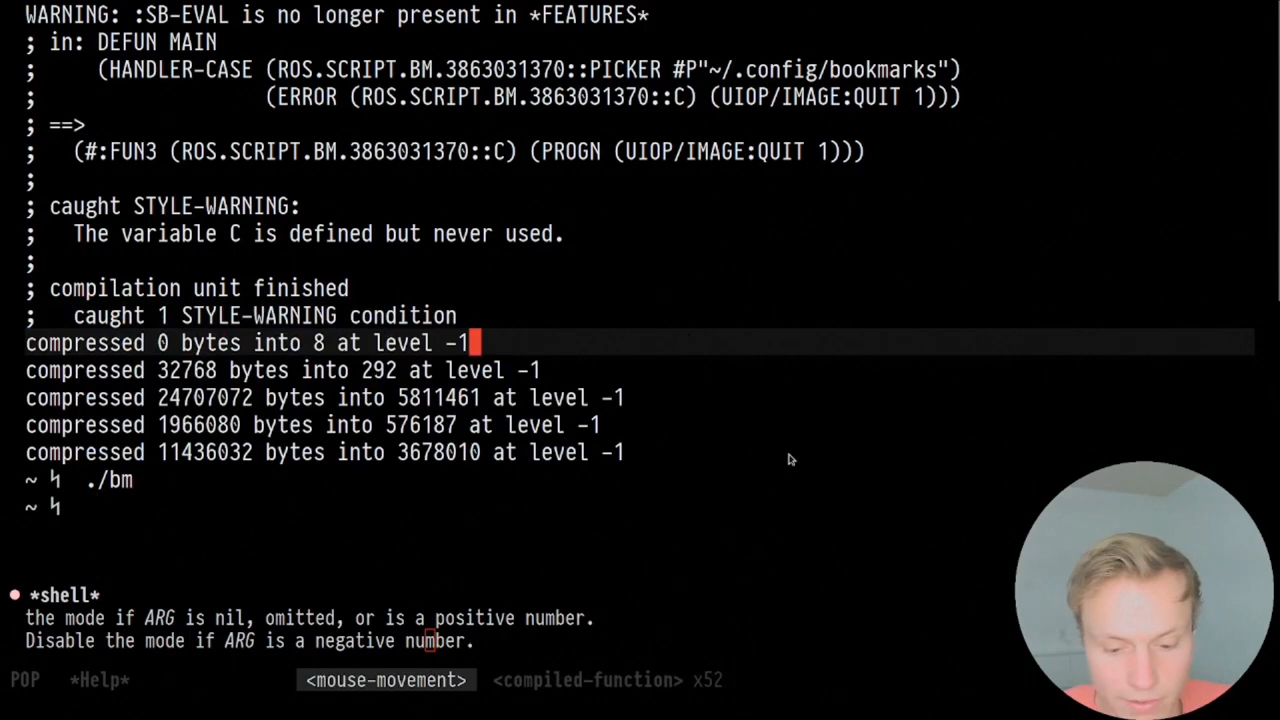 WARNING: :SB-EVAL is no longer present in *FEATURES*
; in: DEFUN MAIN
;     (HANDLER-CASE (ROS.SCRIPT.BM.3863031370::PICKER #P"~/.config/bookmarks")
;                   (ERROR (ROS.SCRIPT.BM.3863031370::C) (UIOP/IMAGE:QUIT 1)))
; ==>
;   (#:FUN3 (ROS.SCRIPT.BM.3863031370::C) (PROGN (UIOP/IMAGE:QUIT 1)))
;
; caught STYLE-WARNING:
;   The variable C is defined but never used.
;
; compilation unit finished
;   caught 1 STYLE-WARNING condition
compressed 0 bytes into 8 at level -1
compressed 32768 bytes into 292 at level -1
compressed 24707072 bytes into 5811461 at level -1
compressed 1966080 bytes into 576187 at level -1
compressed 11436032 bytes into 3678010 at level -1
~ Ϟ  ./bm
~ Ϟ
*shell*
the mode if ARG is nil, omitted, or is a positive number.
Disable the mode if ARG is a negative number.
POP *Help* <mouse-movement> <compiled-function> x52